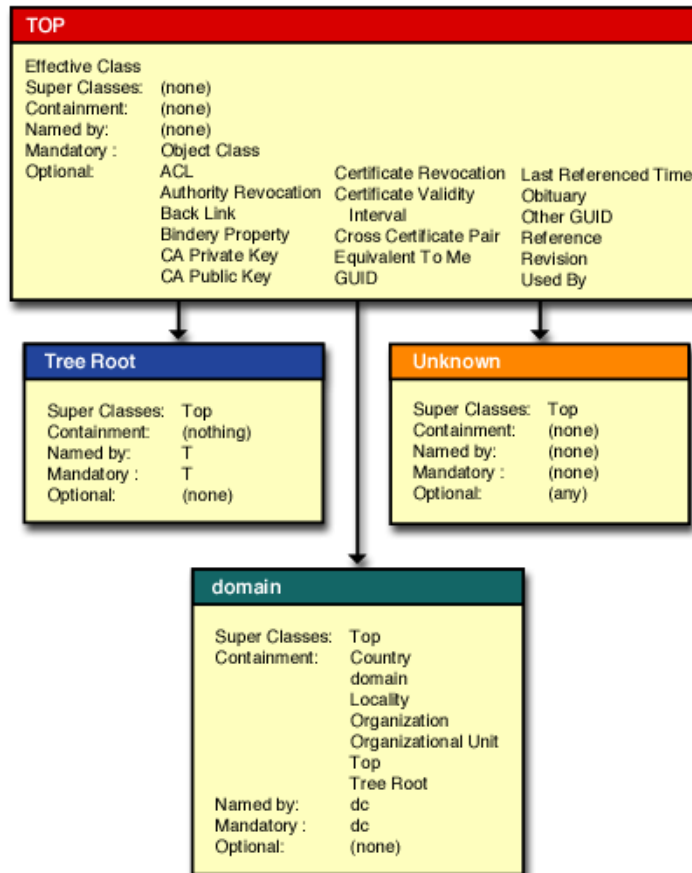 TOP
Effective Class
Super Classes: (none)
Containment: (none)
Named by: (none)
Mandatory : Object Class
Optional: ACL Certificate Revocation Last Referenced Time
Authority Revocation Certificate Validity Obituary
Back Link Interval Other GUID
Bindery Property Cross Certificate Pair Reference
CA Private Key Equivalent To Me Revision
CA Public Key GUID Used By
Tree Root
Super Classes: Top
Containment: (nothing)
Named by: T
Mandatory : T
Optional: (none)
Unknown
Super Classes: Top
Containment: (none)
Named by: (none)
Mandatory : (none)
Optional: (any)
domain
Super Classes: Top
Containment: Country
domain
Locality
Organization
Organizational Unit
Top
Tree Root
Named by: dc
Mandatory : dc
Optional: (none)